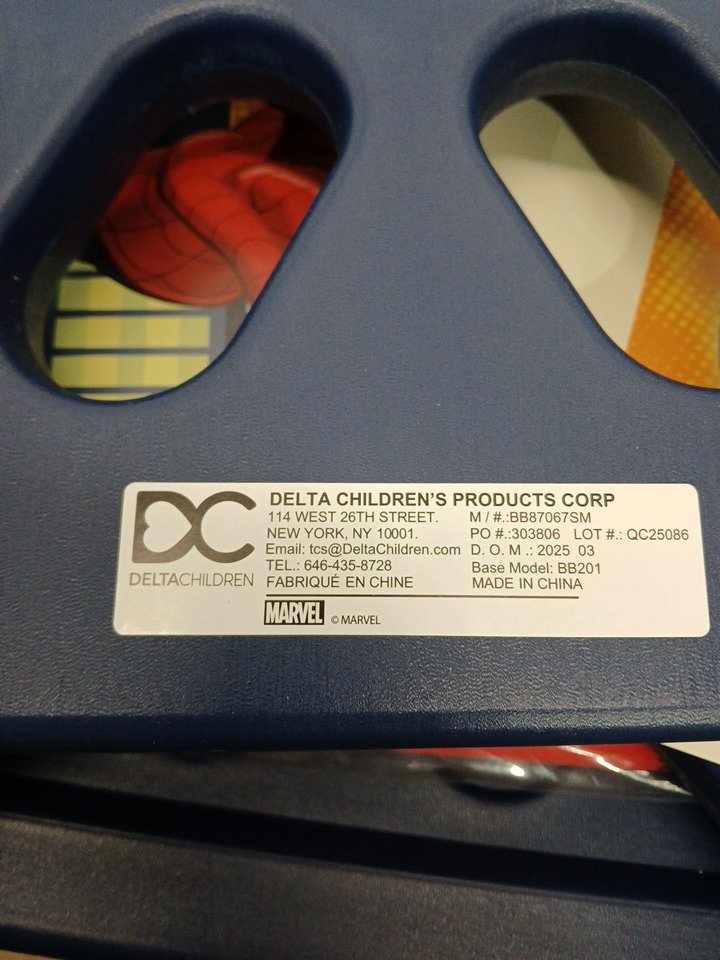 DC
DELTACHILDREN
DELTA CHILDREN'S PRODUCTS CORP
114 WEST 26TH STREET.
NEW YORK, NY 10001.
Email: tcs@DeltaChildren.com
TEL.: 646-435-8728
FABRIQUÉ EN CHINE
M / #.:BB87067SM
PO #.:303806 LOT #.: QC25086
D. O. M .: 2025 03
Base Model: BB201
MADE IN CHINA
MARVEL © MARVEL